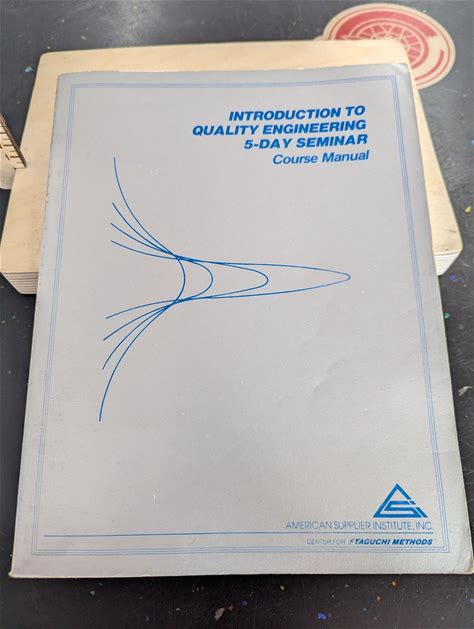 INTRODUCTION TO
QUALITY ENGINEERING
5-DAY SEMINAR
Course Manual
AMERICAN SUPPLIER INSTITUTE, INC.
CENTER FOR TAGUCHI METHODS